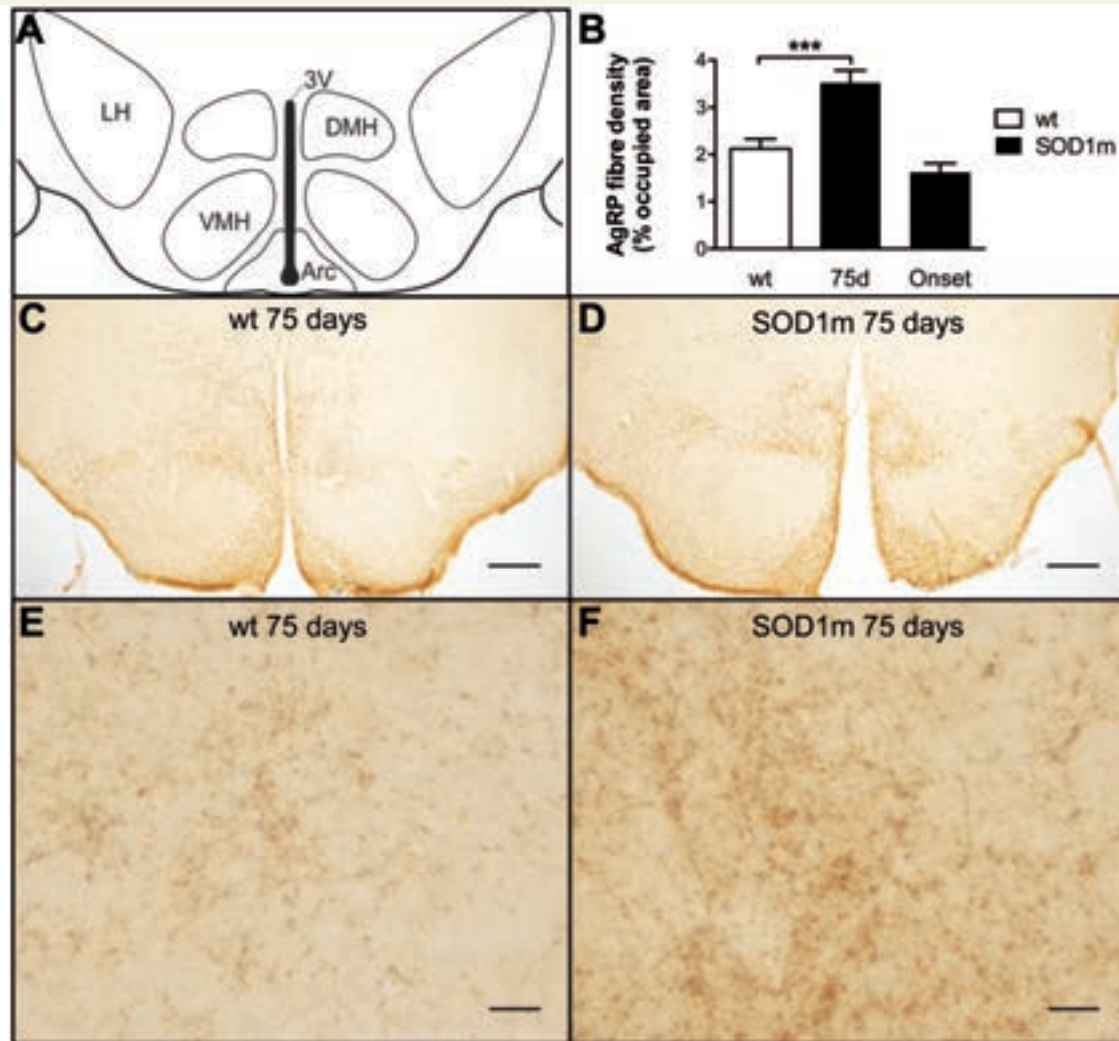 A
LH
3V
DMH
VMH
Arc
B
AgRP fibre density
(% occupied area)
4
3
2
1
0
***
wt
75d
Onset
wt
SOD1m
C
wt 75 days
D
SOD1m 75 days
E
wt 75 days
F
SOD1m 75 days